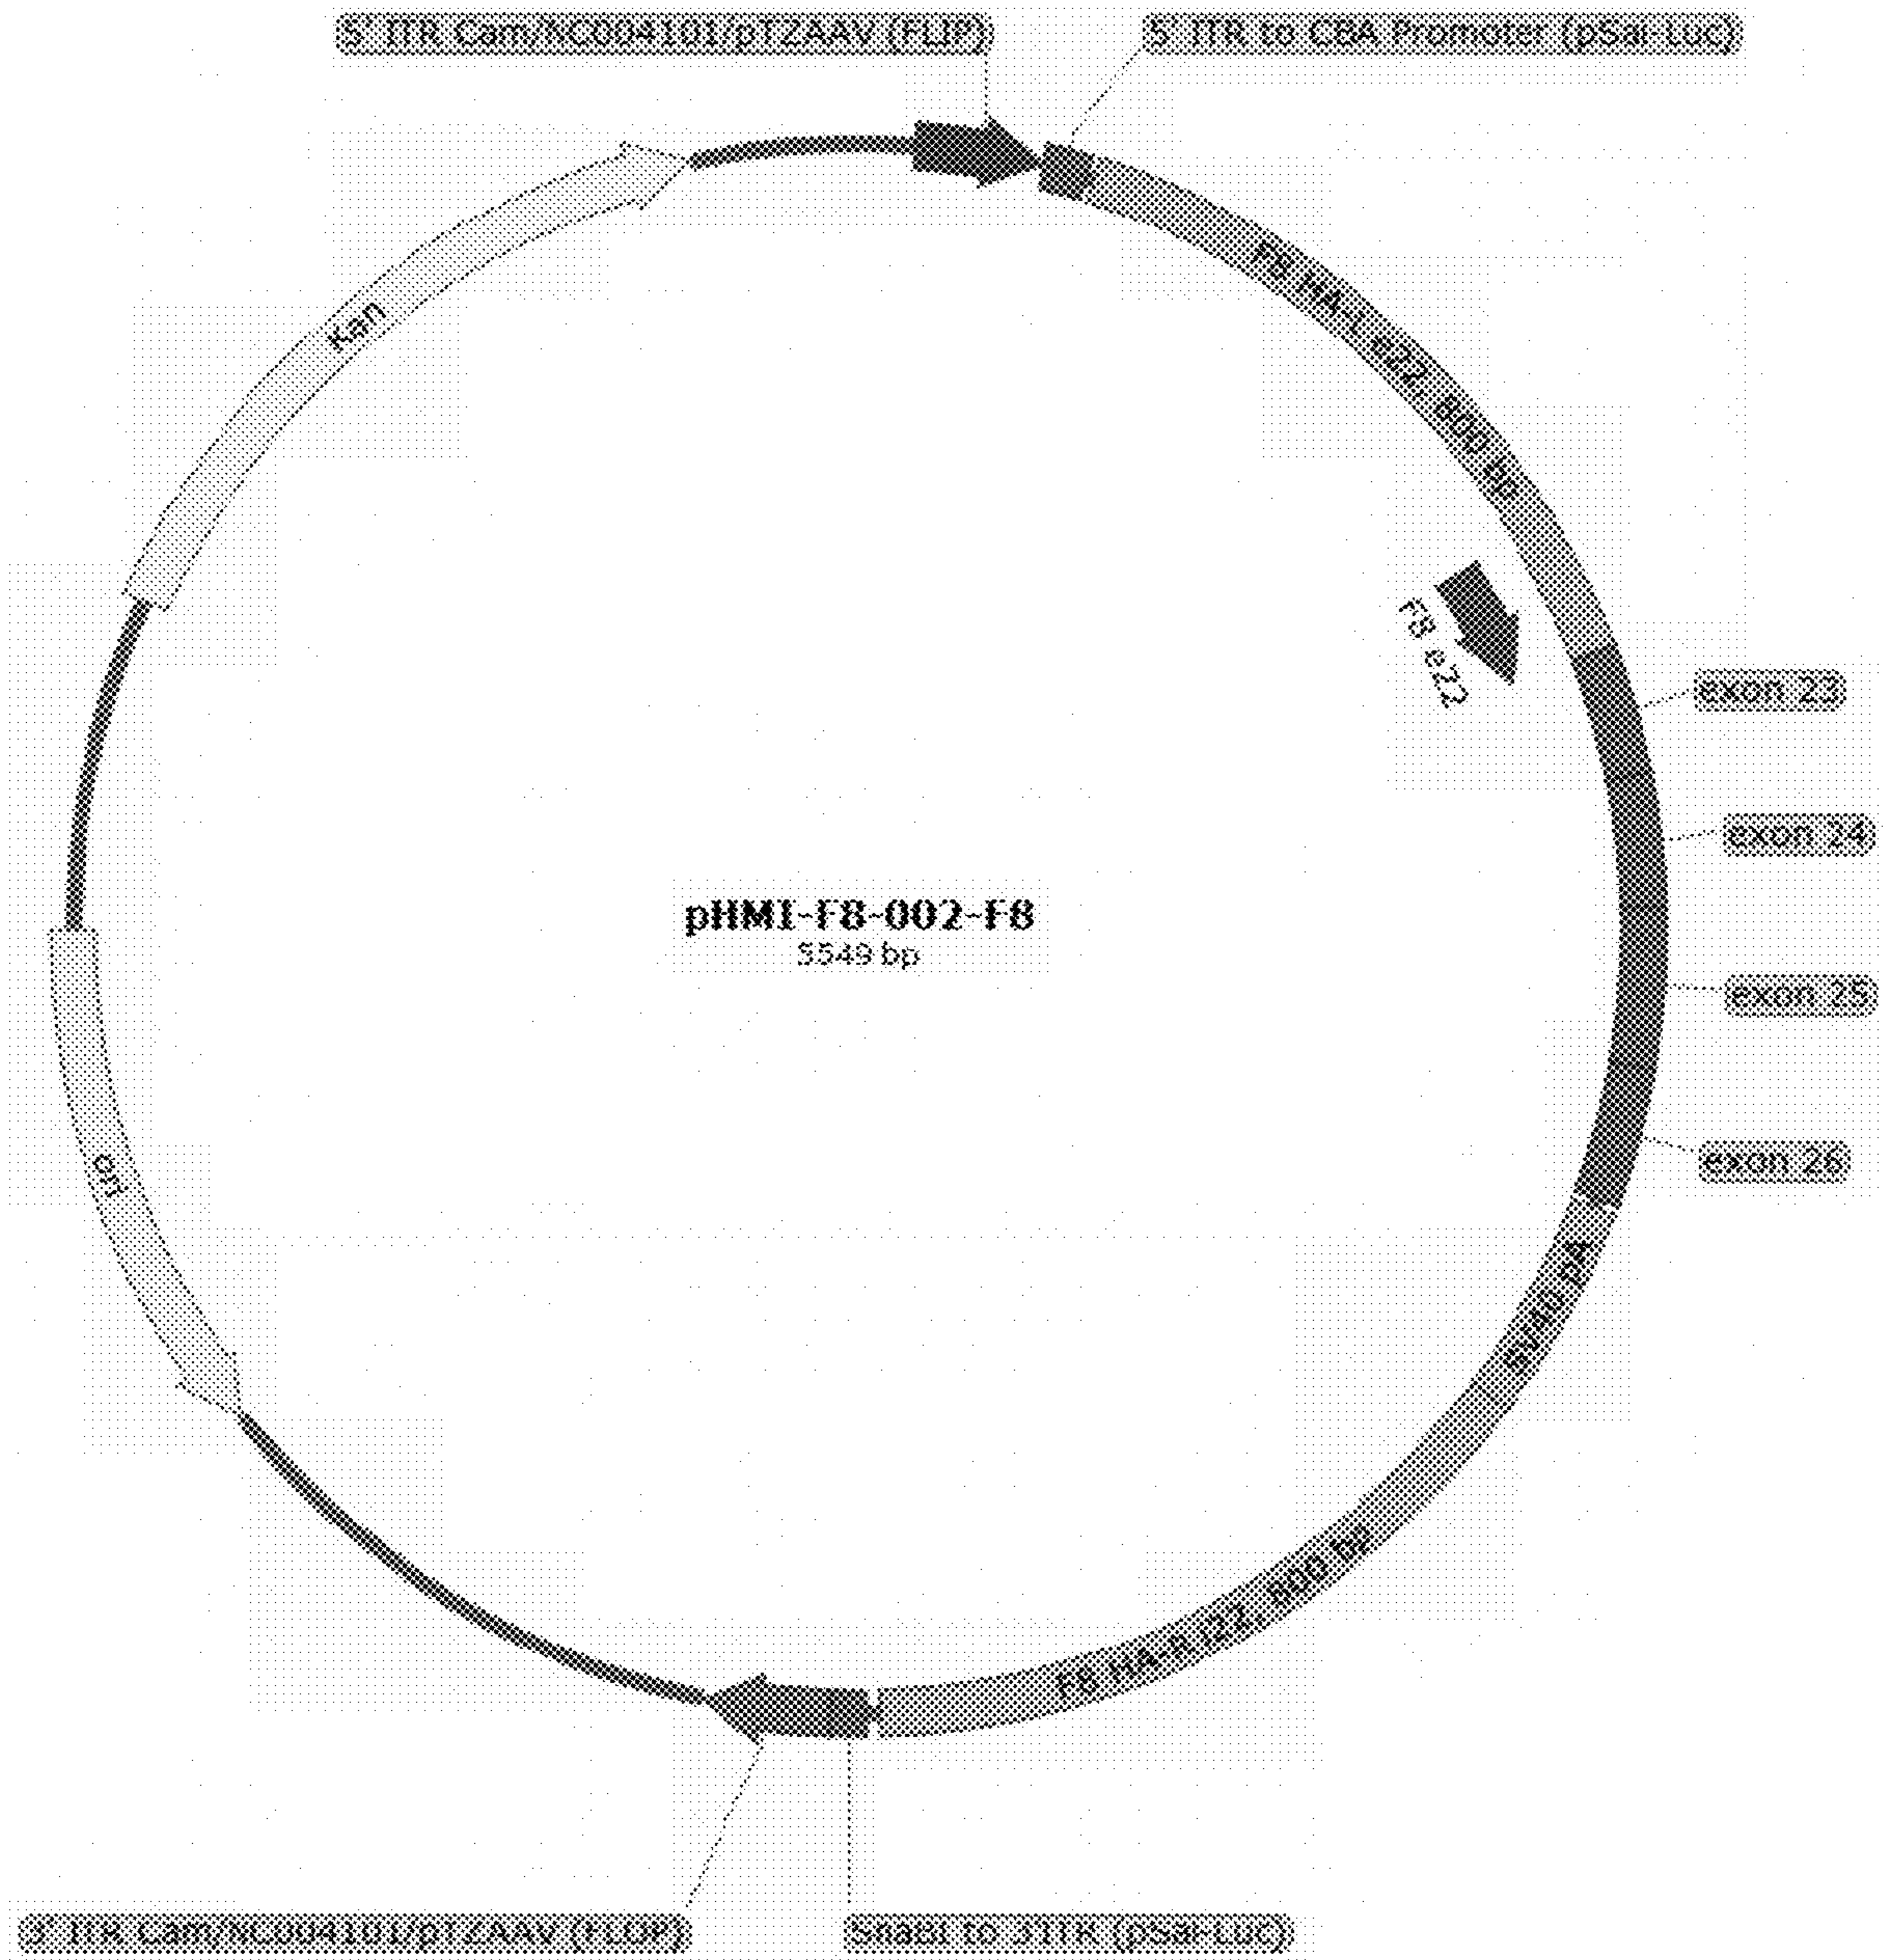 5' ITR Cam/NC004101/pTZAAV (FLIP)
5' ITR to CBA Promoter (pSai-Luc)
Kan
F8 HA-L e22, 800 bp
F8 e22
exon 23
exon 24
pHMI-F8-002-F8
5549 bp
exon 25
exon 26
ori
SV40 pA
F8 HA-R i22, 800 bp
3' ITR Cam/NC004101/pTZAAV (FLOP)
SnaBI to 3'ITR (pSai-Luc)